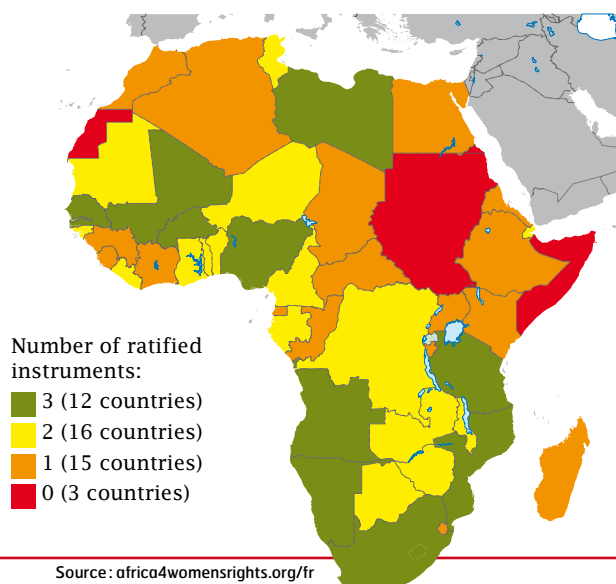 Number of ratified
instruments:
3 (12 countries)
2 (16 countries)
1 (15 countries)
0 (3 countries)
Source: africa4womensrights.org/fr